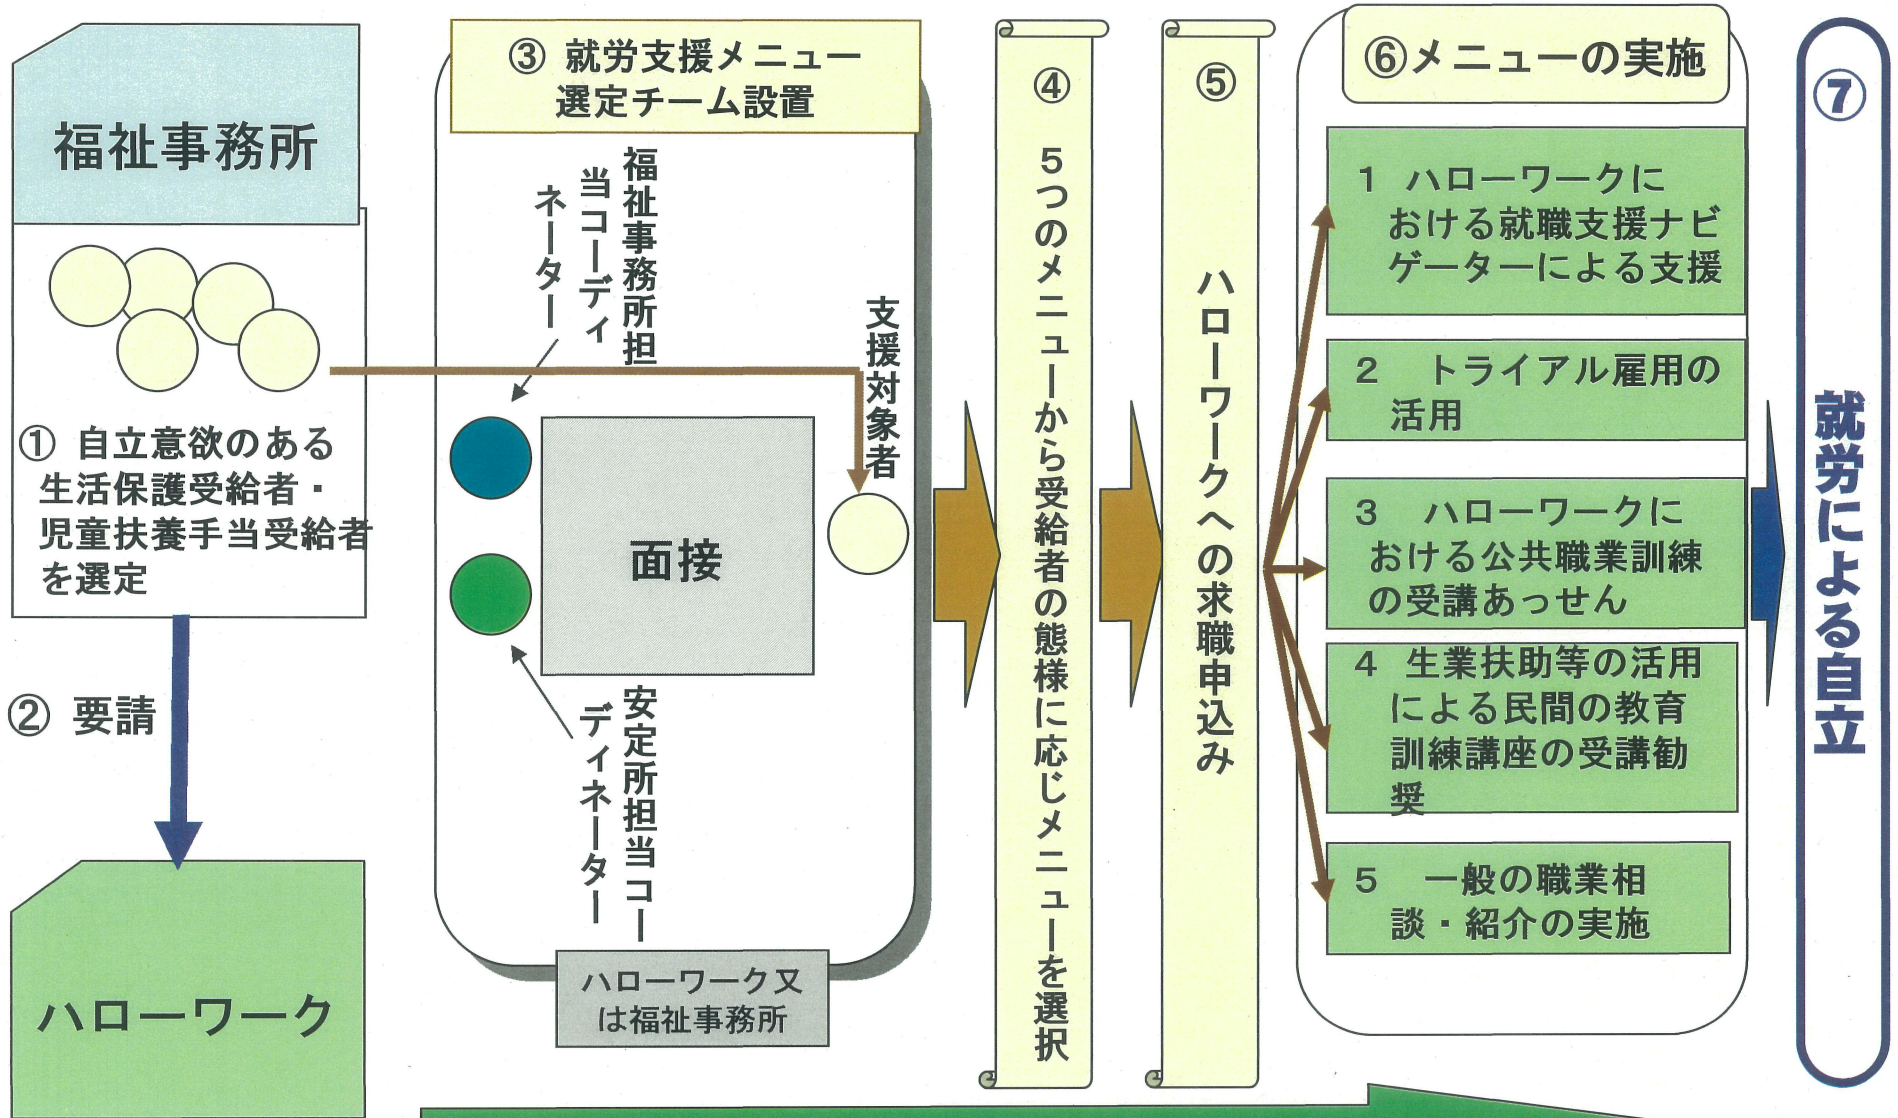 福祉事務所
① 自立意欲のある
生活保護受給者・
児童扶養手当受給者
を選定
② 要請
ハローワーク
③ 就労支援メニュー
選定チーム設置
福祉事務所担
当コーディ
ネーター
支援対象者
面接
安定所担当コー
ディネーター
ハローワーク又
は福祉事務所
④ 5つのメニューから受給者の態様に応じメニューを選択
⑤ ハローワークへの求職申込み
⑥メニューの実施
1 ハローワークに
おける就職支援ナビ
ゲーターによる支援
2 トライアル雇用の
活用
3 ハローワークに
おける公共職業訓練
の受講あっせん
4 生業扶助等の活用
による民間の教育
訓練講座の受講勧
奨
5 一般の職業相
談・紹介の実施
⑦ 就労による自立